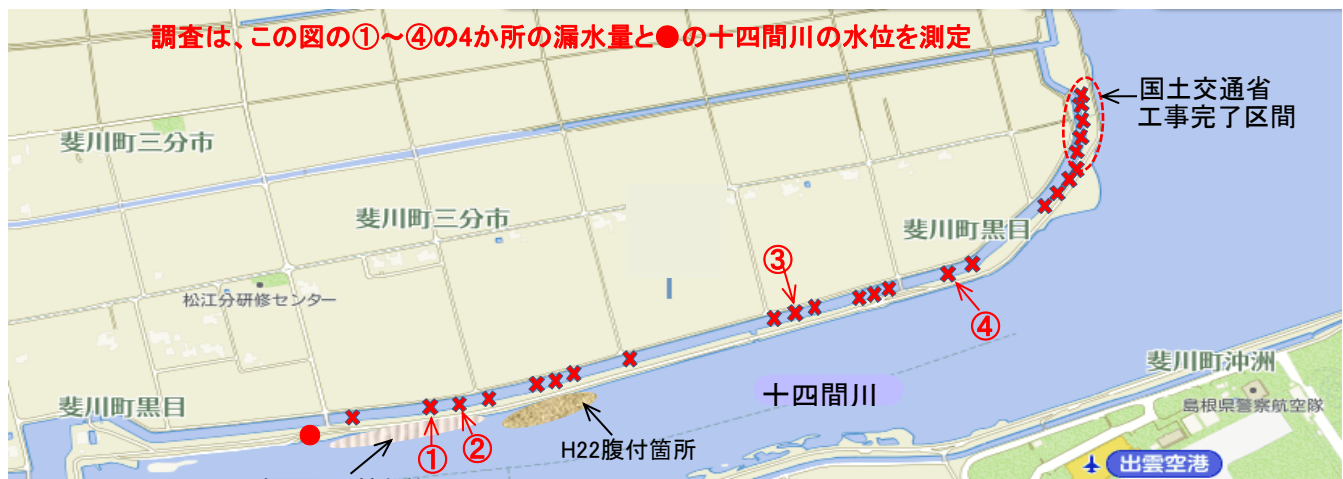 調査は、この図の①～④の4か所の漏水量と●の十四間川の水位を測定
国土交通省
工事完了区間
斐川町三分市
斐川町三分市
斐川町黒目
③
松江分研修センター
④
斐川町沖洲
十四間川
斐川町黒目
島根県警察航空隊
①
②
H22腹付箇所
出雲空港